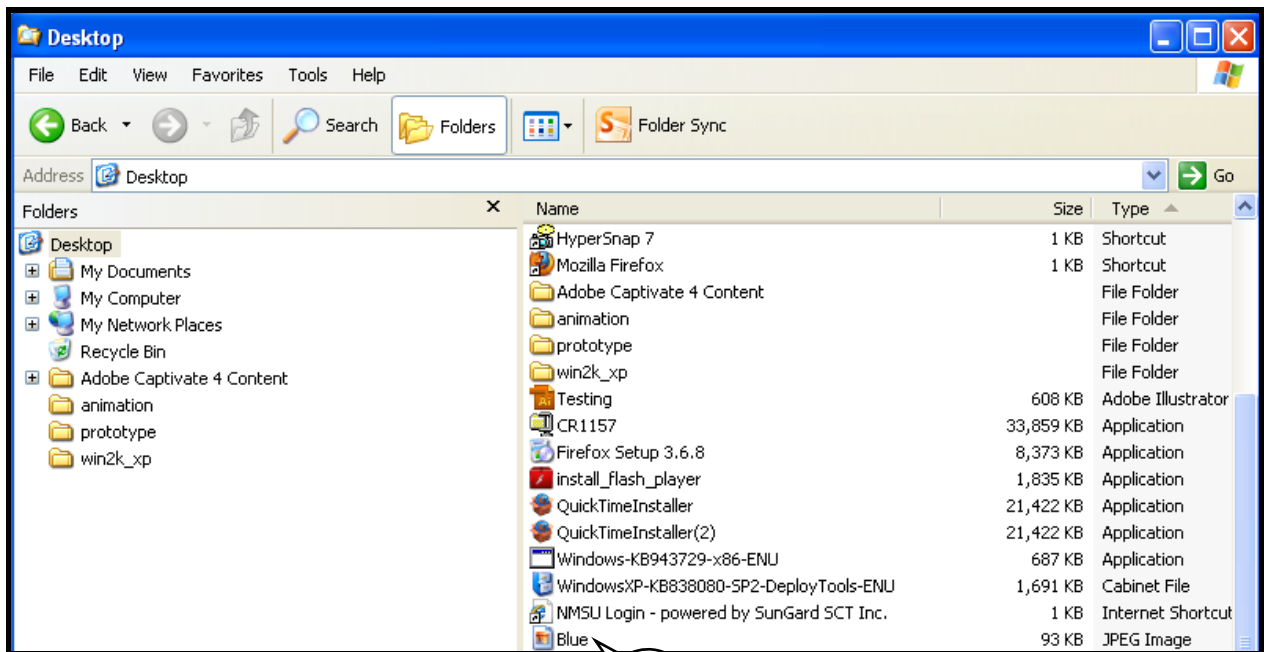 Desktop
File Edit View Favorites Tools Help
Back Search Folders Folder Sync
Address Desktop Go
Folders X Name Size Type
Desktop
My Documents
My Computer
My Network Places
Recycle Bin
Adobe Captivate 4 Content
animation
prototype
win2k_xp
HyperSnap 7 1 KB Shortcut
Mozilla Firefox 1 KB Shortcut
Adobe Captivate 4 Content File Folder
animation File Folder
prototype File Folder
win2k_xp File Folder
Testing 608 KB Adobe Illustrator
CR1157 33,859 KB Application
Firefox Setup 3.6.8 8,373 KB Application
install_flash_player 1,835 KB Application
QuickTimeInstaller 21,422 KB Application
QuickTimeInstaller(2) 21,422 KB Application
Windows-KB943729-x86-ENU 687 KB Application
WindowsXP-KB838080-SP2-DeployTools-ENU 1,691 KB Cabinet File
NMSU Login - powered by SunGard SCT Inc. 1 KB Internet Shortcut
Blue 93 KB JPEG Image